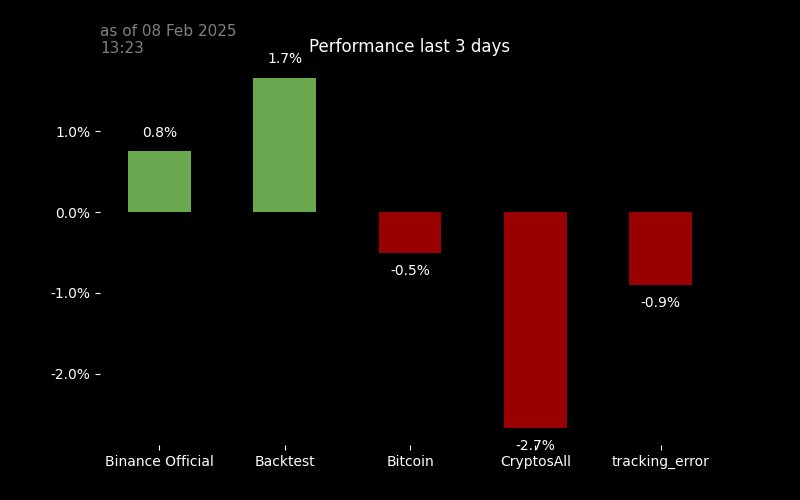 as of 08 Feb 2025
13:23
Performance last 3 days
1.7%
1.0%
0.8%
0.0%
-0.5%
-1.0%
-0.9%
-2.0%
-2.7%
Binance Official
Backtest
Bitcoin
CryptosAll
tracking_error